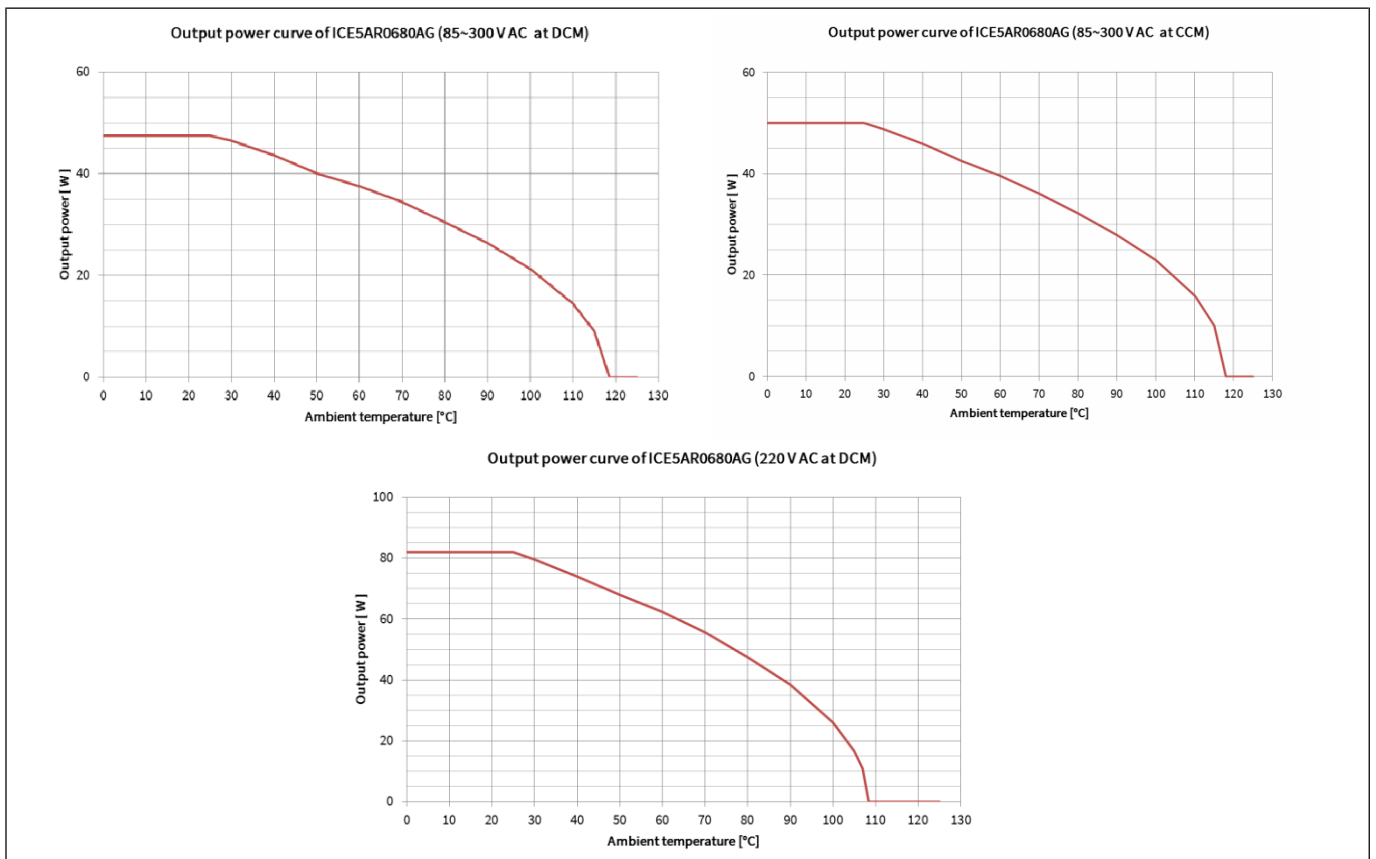 Output power curve of ICE5AR0680AG (85~300 V AC at DCM)
Output power [ W]
60
40
20
0
0 10 20 30 40 50 60 70 80 90 100 110 120 130
Ambient temperature [°C]
Output power curve of ICE5AR0680AG (85~300 V AC at CCM)
Output power [ W]
60
40
20
0
0 10 20 30 40 50 60 70 80 90 100 110 120 130
Ambient temperature [°C]
Output power curve of ICE5AR0680AG (220 V AC at DCM)
Output power [ W]
100
80
60
40
20
0
0 10 20 30 40 50 60 70 80 90 100 110 120 130
Ambient temperature [°C]